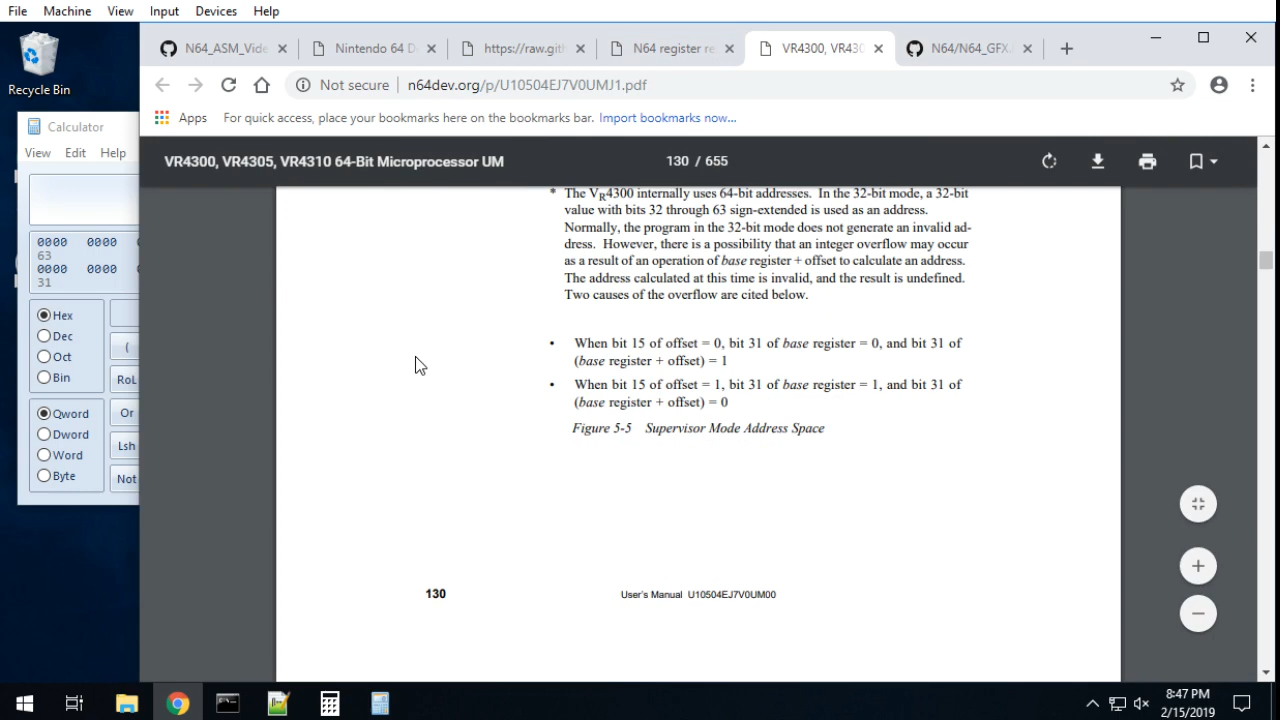 File Machine View Input Devices Help
Recycle Bin
N64_ASM_Vide
Nintendo 64 D
https://raw.gith
N64 register re
VR4300, VR430
N64/N64_GFX.
Not secure
n64dev.org/p/U10504EJ7V0UMJ1.pdf
Apps
For quick access, place your bookmarks here on the bookmarks bar. Import bookmarks now...
Calculator
View Edit Help
0000 0000 0
63
0000 0000 0
31
Hex
Dec
Oct
Bin
(
RoL
Qword
Dword
Word
Byte
Or
Lsh
Not
VR4300, VR4305, VR4310 64-Bit Microprocessor UM
130 / 655
* The VR4300 internally uses 64-bit addresses. In the 32-bit mode, a 32-bit
value with bits 32 through 63 sign-extended is used as an address.
Normally, the program in the 32-bit mode does not generate an invalid ad-
dress. However, there is a possibility that an integer overflow may occur
as a result of an operation of base register + offset to calculate an address.
The address calculated at this time is invalid, and the result is undefined.
Two causes of the overflow are cited below.
• When bit 15 of offset = 0, bit 31 of base register = 0, and bit 31 of
(base register + offset) = 1
• When bit 15 of offset = 1, bit 31 of base register = 1, and bit 31 of
(base register + offset) = 0
Figure 5-5 Supervisor Mode Address Space
130
User's Manual U10504EJ7V0UM00
8:47 PM
2/15/2019